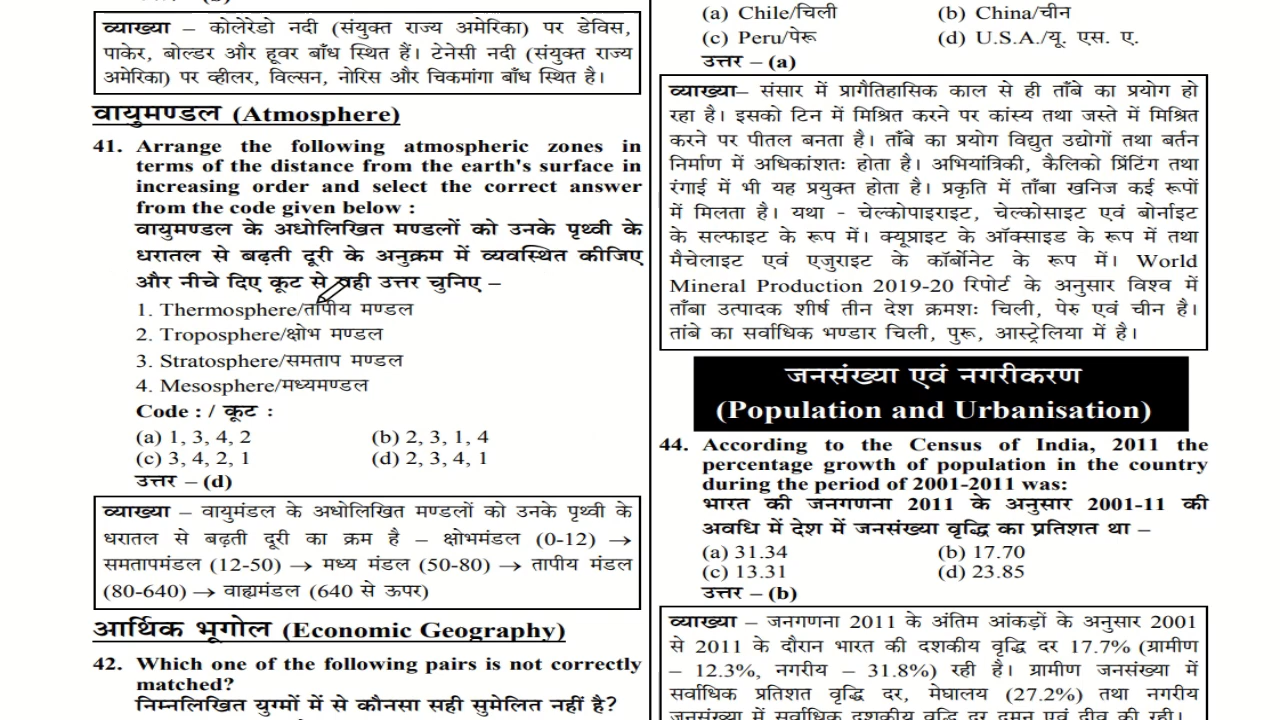 व्याख्या – कोलेरेडो नदी (संयुक्त राज्य अमेरिका) पर डेविस,
पाकेर, बोल्डर और हूवर बाँध स्थित हैं। टेनेसी नदी (संयुक्त राज्य
अमेरिका) पर व्हीलर, विल्सन, नोरिस और चिकमांगा बाँध स्थित है।
वायुमण्डल (Atmosphere)
41. Arrange the following atmospheric zones in
terms of the distance from the earth's surface in
increasing order and select the correct answer
from the code given below :
वायुमण्डल के अधोलिखित मण्डलों को उनके पृथ्वी के
धरातल से बढ़ती दूरी के अनुक्रम में व्यवस्थित कीजिए
और नीचे दिए कूट से सही उत्तर चुनिए –
1. Thermosphere/तापीय मण्डल
2. Troposphere/क्षोभ मण्डल
3. Stratosphere/समताप मण्डल
4. Mesosphere/मध्यमण्डल
Code : / कूट :
(a) 1, 3, 4, 2 (b) 2, 3, 1, 4
(c) 3, 4, 2, 1 (d) 2, 3, 4, 1
उत्तर – (d)
व्याख्या – वायुमंडल के अधोलिखित मण्डलों को उनके पृथ्वी के
धरातल से बढ़ती दूरी का क्रम है – क्षोभमंडल (0-12) →
समतापमंडल (12-50) → मध्य मंडल (50-80) → तापीय मंडल
(80-640) → वाह्यमंडल (640 से ऊपर)
आर्थिक भूगोल (Economic Geography)
42. Which one of the following pairs is not correctly
matched?
निम्नलिखित युग्मों में से कौनसा सही सुमेलित नहीं है?
(a) Chile/चिली (b) China/चीन
(c) Peru/पेरू (d) U.S.A./यू. एस. ए.
उत्तर – (a)
व्याख्या– संसार में प्रागैतिहासिक काल से ही ताँबे का प्रयोग हो
रहा है। इसको टिन में मिश्रित करने पर कांस्य तथा जस्ते में मिश्रित
करने पर पीतल बनता है। ताँबे का प्रयोग विद्युत उद्योगों तथा बर्तन
निर्माण में अधिकांशतः होता है। अभियांत्रिकी, कैलिको प्रिंटिंग तथा
रंगाई में भी यह प्रयुक्त होता है। प्रकृति में ताँबा खनिज कई रूपों
में मिलता है। यथा - चेल्कोपाइराइट, चेल्कोसाइट एवं बोर्नाइट
के सल्फाइट के रूप में। क्यूप्राइट के ऑक्साइड के रूप में तथा
मैचेलाइट एवं एजुराइट के कॉर्बोनेट के रूप में। World
Mineral Production 2019-20 रिपोर्ट के अनुसार विश्व में
ताँबा उत्पादक शीर्ष तीन देश क्रमशः चिली, पेरु एवं चीन है।
तांबे का सर्वाधिक भण्डार चिली, पुरू, आस्ट्रेलिया में है।
जनसंख्या एवं नगरीकरण
(Population and Urbanisation)
44. According to the Census of India, 2011 the
percentage growth of population in the country
during the period of 2001-2011 was:
भारत की जनगणना 2011 के अनुसार 2001-11 की
अवधि में देश में जनसंख्या वृद्धि का प्रतिशत था –
(a) 31.34 (b) 17.70
(c) 13.31 (d) 23.85
उत्तर – (b)
व्याख्या – जनगणना 2011 के अंतिम आंकड़ों के अनुसार 2001
से 2011 के दौरान भारत की दशकीय वृद्धि दर 17.7% (ग्रामीण
– 12.3%, नगरीय – 31.8%) रही है। ग्रामीण जनसंख्या में
सर्वाधिक प्रतिशत वृद्धि दर, मेघालय (27.2%) तथा नगरीय
जनसंख्या में सर्वाधिक दशकीय वृद्धि दर दमन एवं दीव की रही।